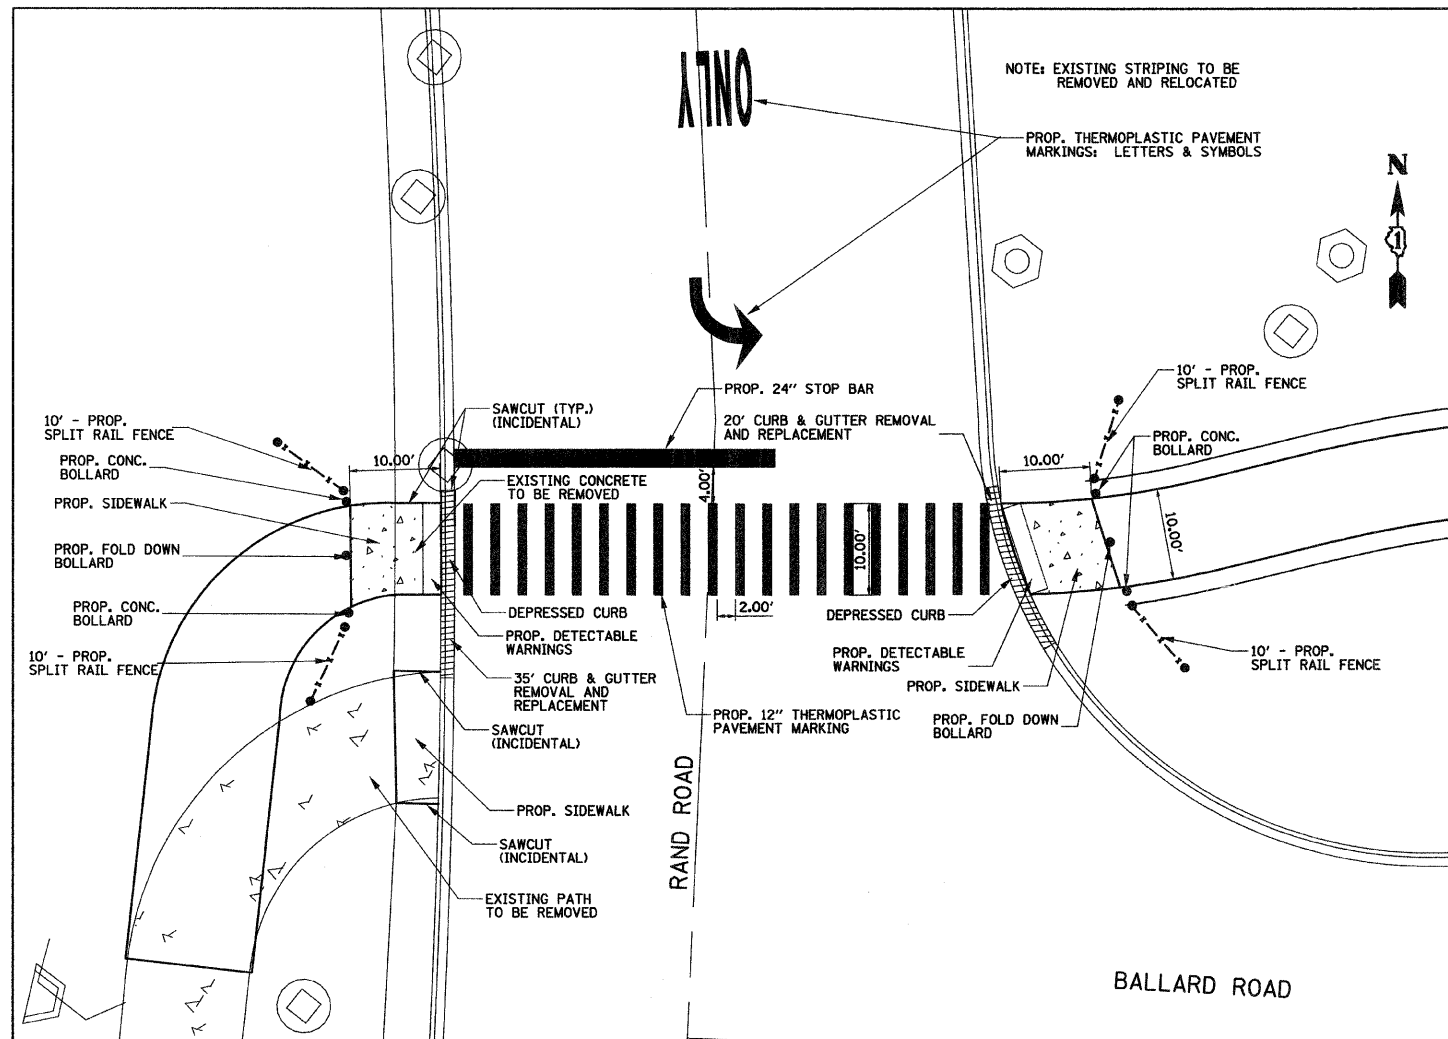 ONLY
NOTE: EXISTING STRIPING TO BE
REMOVED AND RELOCATED
PROP. THERMOPLASTIC PAVEMENT
MARKINGS: LETTERS & SYMBOLS
N
1
10' - PROP.
SPLIT RAIL FENCE
PROP. 24" STOP BAR
SAWCUT (TYP.)
(INCIDENTAL)
20' CURB & GUTTER REMOVAL
AND REPLACEMENT
10' - PROP.
SPLIT RAIL FENCE
PROP. CONC.
BOLLARD
10.00'
10.00'
PROP. CONC.
BOLLARD
EXISTING CONCRETE
TO BE REMOVED
4.00'
PROP. SIDEWALK
10.00'
10.00'
PROP. FOLD DOWN
BOLLARD
PROP. CONC.
BOLLARD
DEPRESSED CURB
2.00'
DEPRESSED CURB
PROP. DETECTABLE
WARNINGS
PROP. DETECTABLE
WARNINGS
10' - PROP.
SPLIT RAIL FENCE
10' - PROP.
SPLIT RAIL FENCE
35' CURB & GUTTER
REMOVAL AND
REPLACEMENT
PROP. SIDEWALK
PROP. 12" THERMOPLASTIC
PAVEMENT MARKING
PROP. FOLD DOWN
BOLLARD
SAWCUT
(INCIDENTAL)
RAND ROAD
PROP. SIDEWALK
SAWCUT
(INCIDENTAL)
EXISTING PATH
TO BE REMOVED
BALLARD ROAD